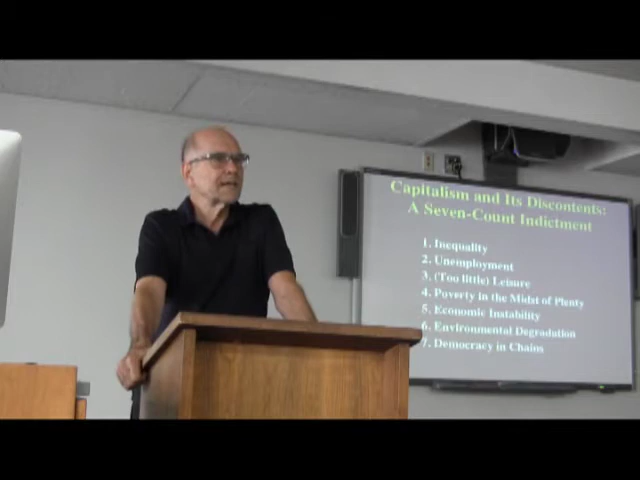 Capitalism and Its Discontents:
A Seven-Count Indictment
1. Inequality
2. Unemployment
3. (Too little) Leisure
4. Poverty in the Midst of Plenty
5. Economic Instability
6. Environmental Degradation
7. Democracy in Chains